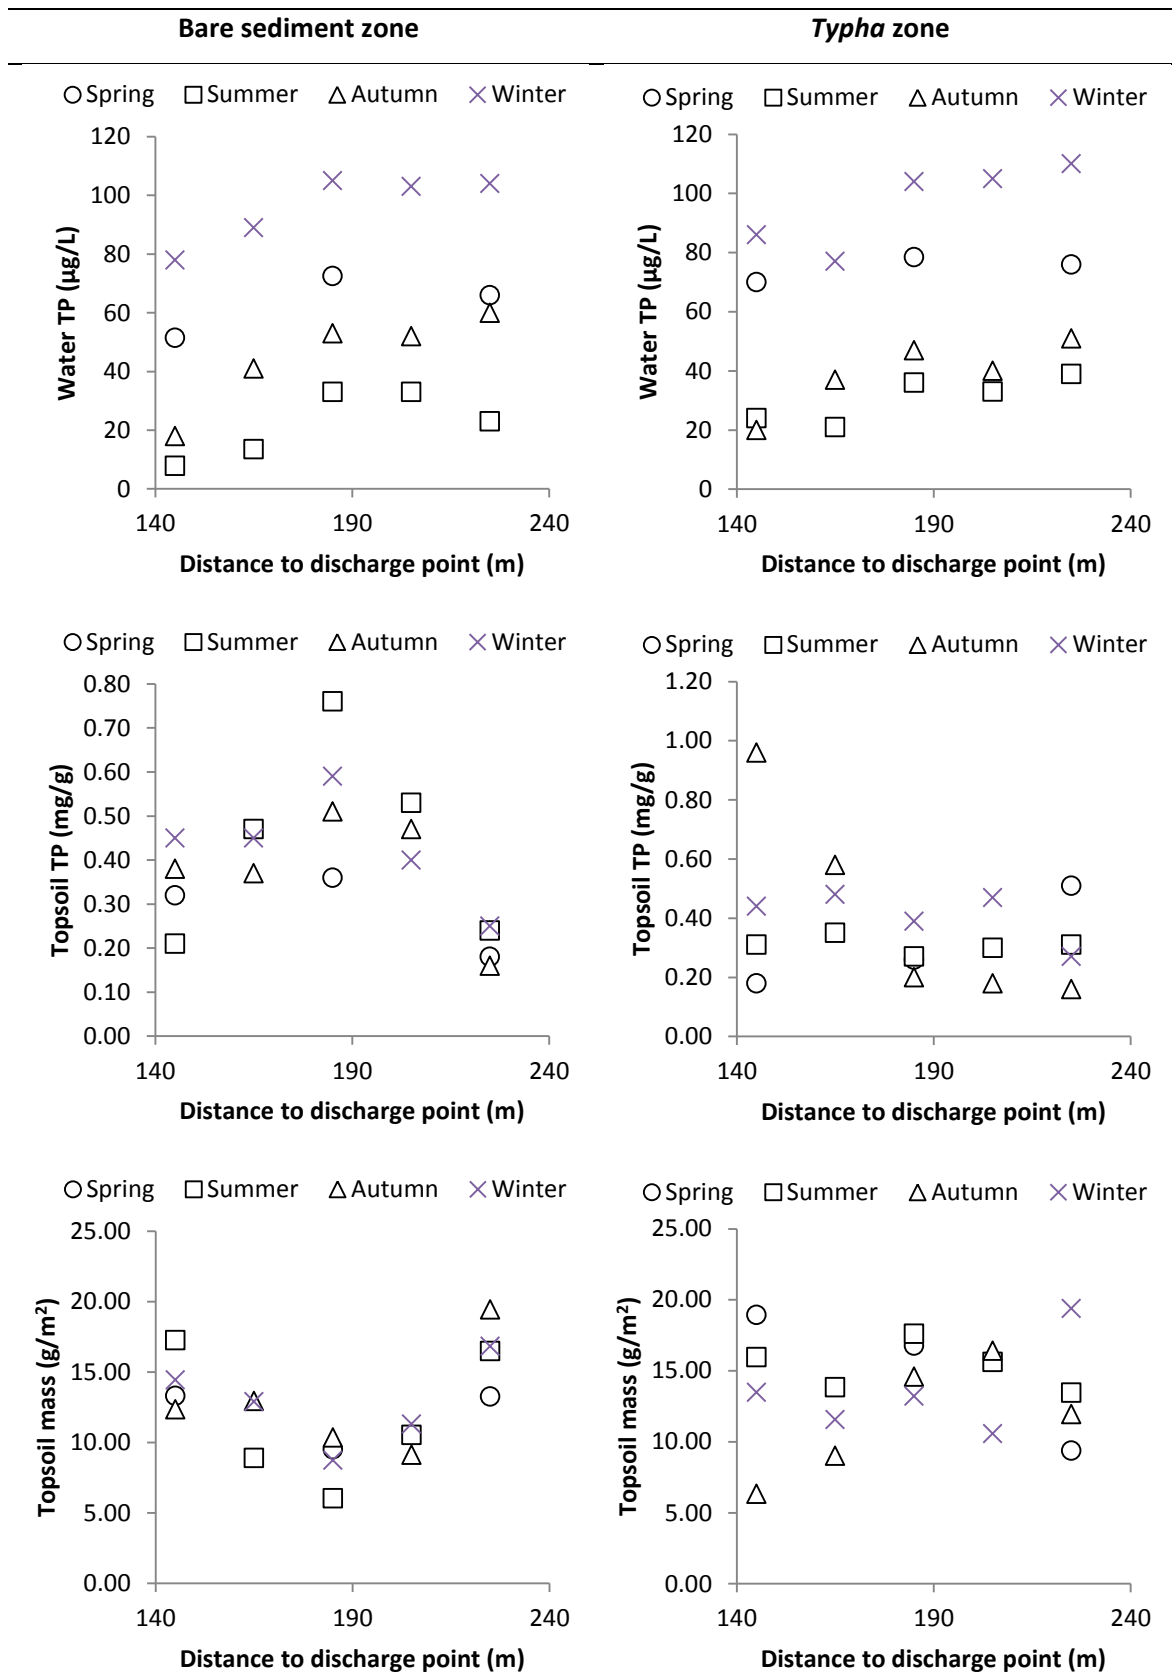 Bare sediment zone
Typha zone
Spring Summer Autumn Winter
120
100
80
60
40
20
0
140 190 240
Water TP (µg/L)
Distance to discharge point (m)
Spring Summer Autumn Winter
120
100
80
60
40
20
0
140 190 240
Water TP (µg/L)
Distance to discharge point (m)
Spring Summer Autumn Winter
0.80
0.70
0.60
0.50
0.40
0.30
0.20
0.10
0.00
140 190 240
Topsoil TP (mg/g)
Distance to discharge point (m)
Spring Summer Autumn Winter
1.20
1.00
0.80
0.60
0.40
0.20
0.00
140 190 240
Topsoil TP (mg/g)
Distance to discharge point (m)
Spring Summer Autumn Winter
25.00
20.00
15.00
10.00
5.00
0.00
140 190 240
Topsoil mass (g/m²)
Distance to discharge point (m)
Spring Summer Autumn Winter
25.00
20.00
15.00
10.00
5.00
0.00
140 190 240
Topsoil mass (g/m²)
Distance to discharge point (m)